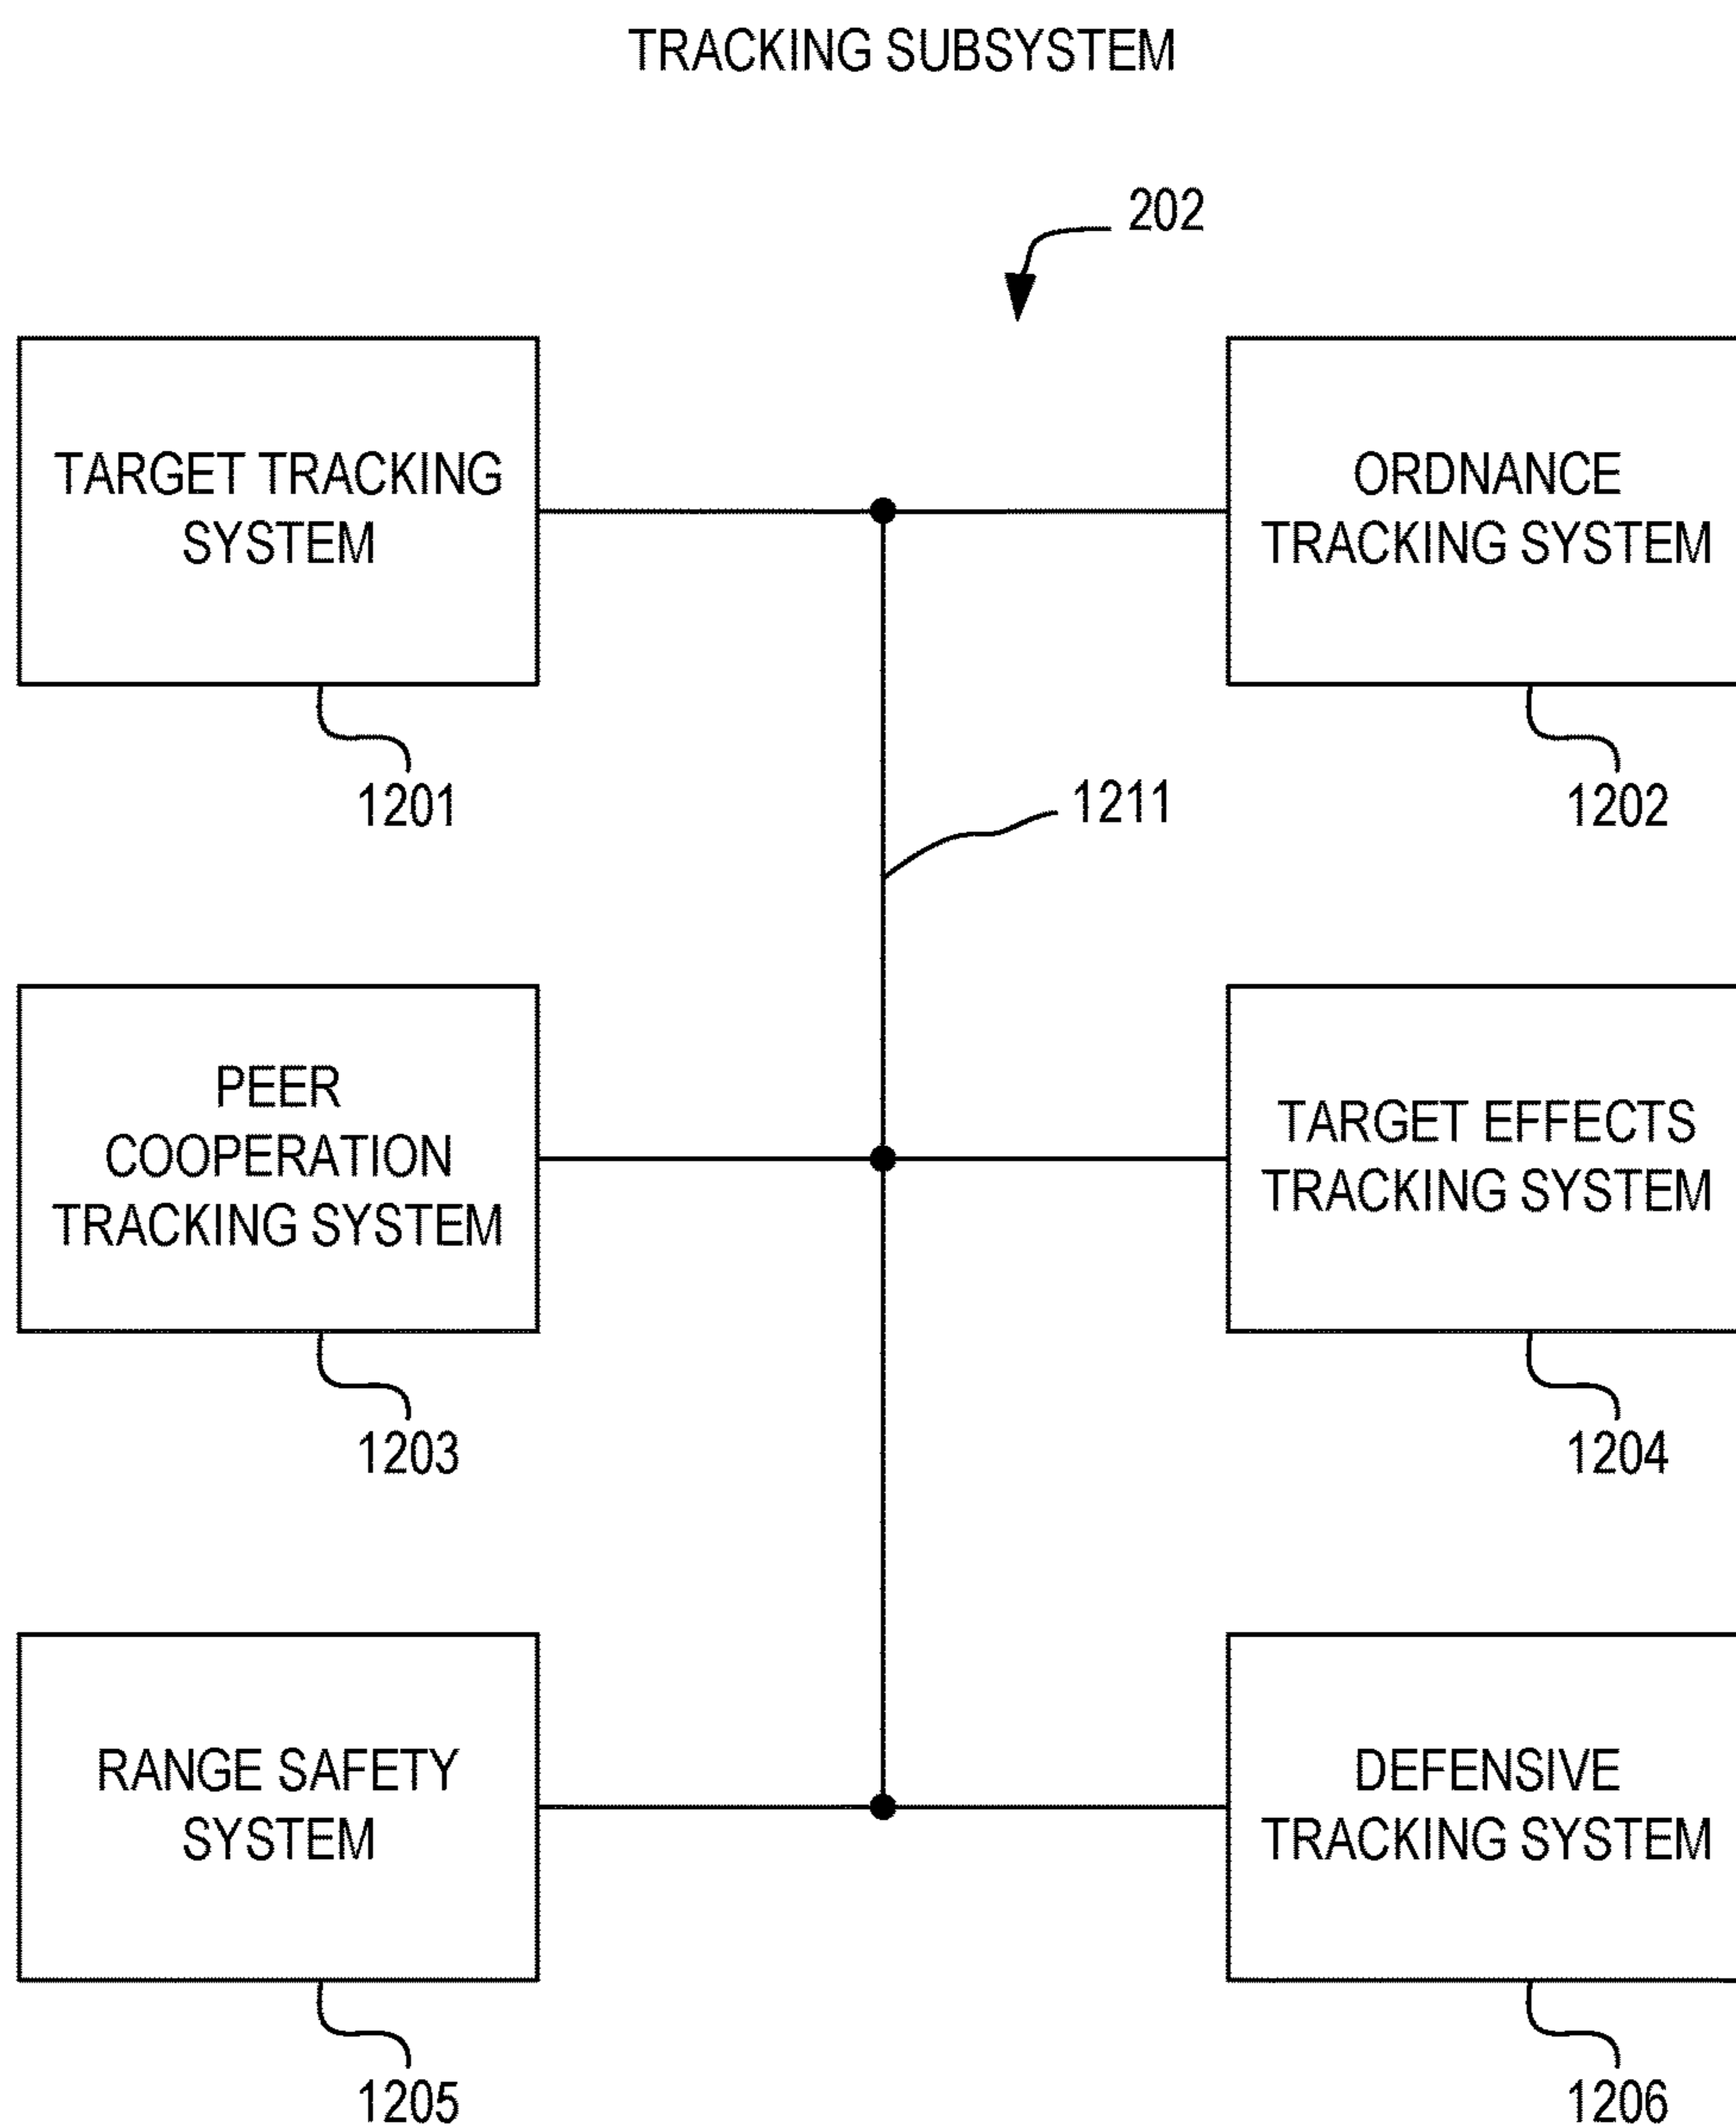 TRACKING SUBSYSTEM
202
TARGET TRACKING
SYSTEM
1201
ORDNANCE
TRACKING SYSTEM
1202
1211
PEER
COOPERATION
TRACKING SYSTEM
1203
TARGET EFFECTS
TRACKING SYSTEM
1204
RANGE SAFETY
SYSTEM
1205
DEFENSIVE
TRACKING SYSTEM
1206